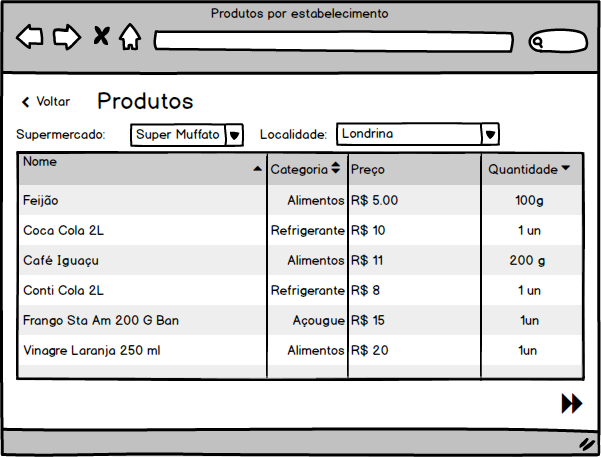 Produtos por estabelecimento
Voltar Produtos
Supermercado: Super Muffato Localidade: Londrina
Nome Categoria Preço Quantidade
Feijão Alimentos R$ 5.00 100g
Coca Cola 2L Refrigerante R$ 10 1 un
Café Iguaçu Alimentos R$ 11 200 g
Conti Cola 2L Refrigerante R$ 8 1 un
Frango Sta Am 200 G Ban Açougue R$ 15 1un
Vinagre Laranja 250 ml Alimentos R$ 20 1un